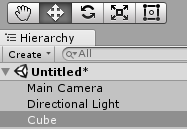 Hierarchy
Create All
Untitled*
Main Camera
Directional Light
Cube